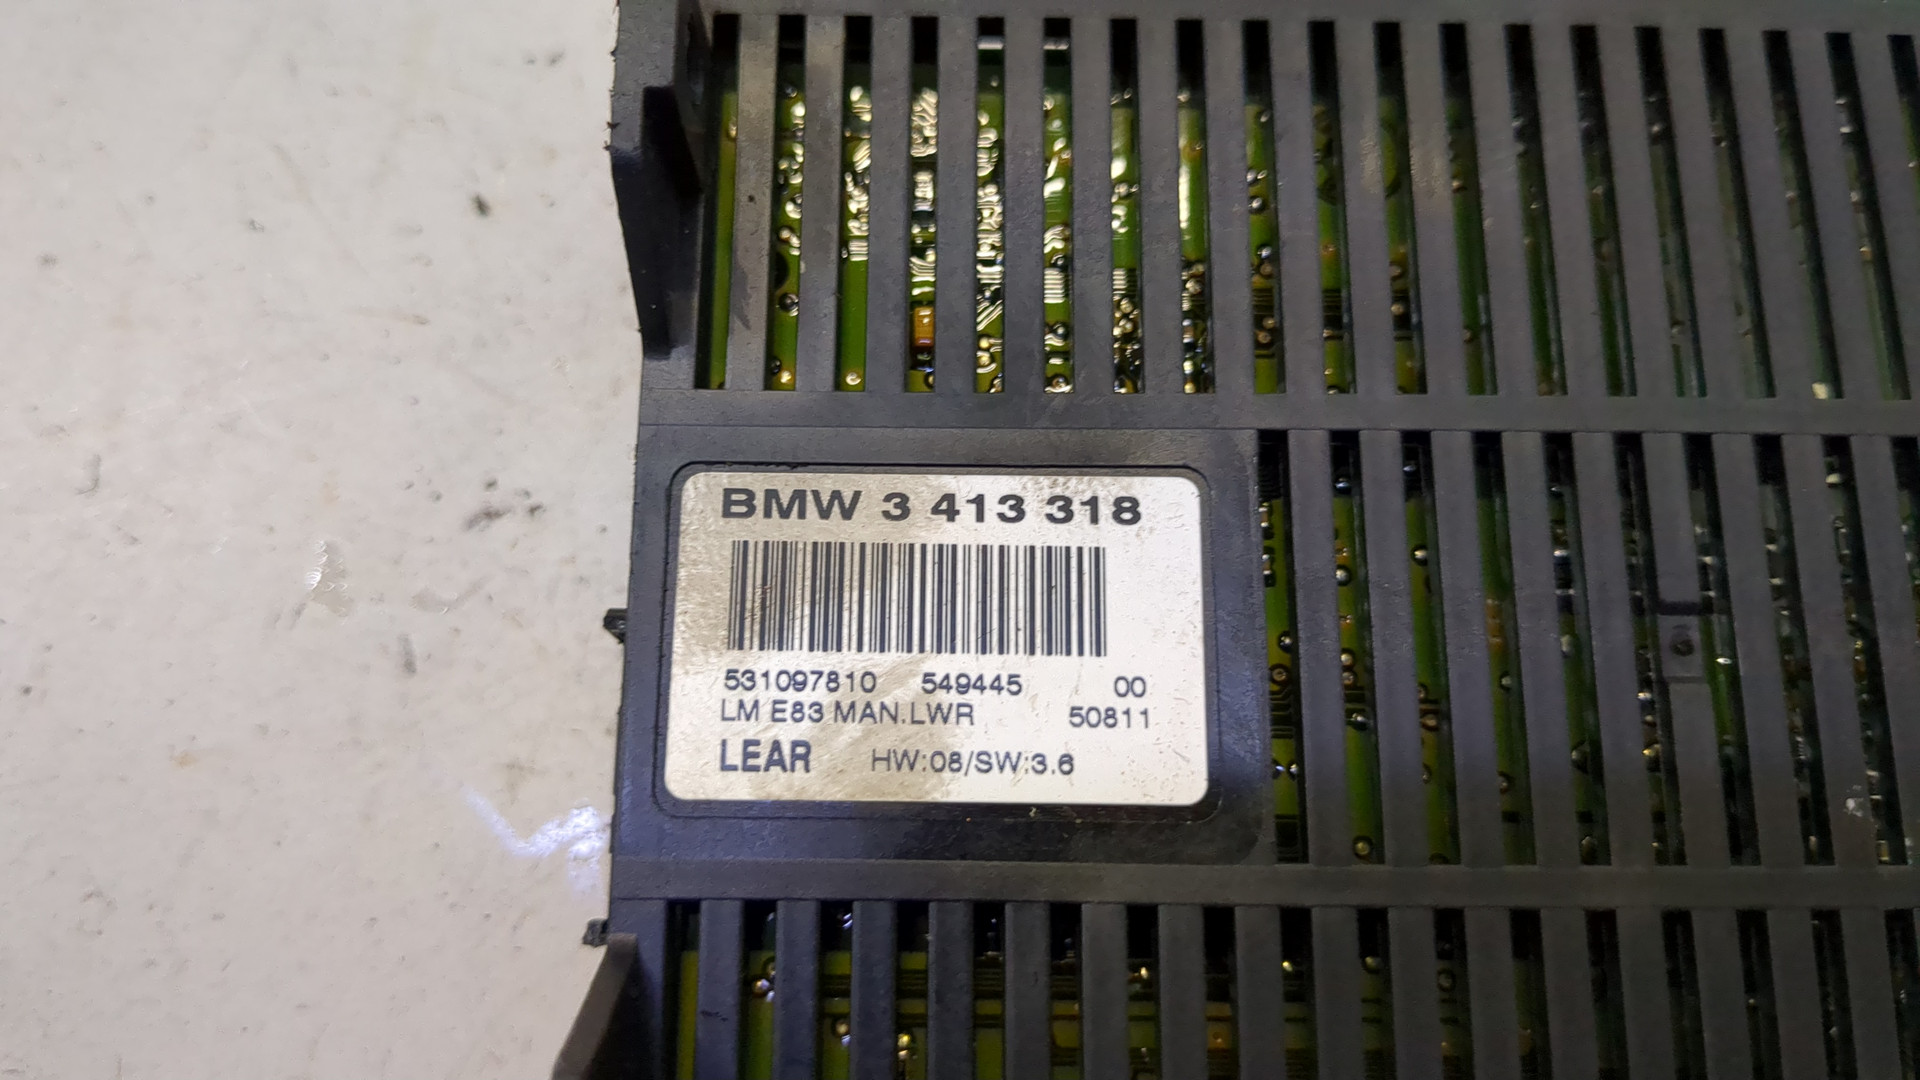 BMW 3 413 318
531097810 549445 00
LM E83 MAN.LWR 50811
LEAR HW:08/SW:3.6